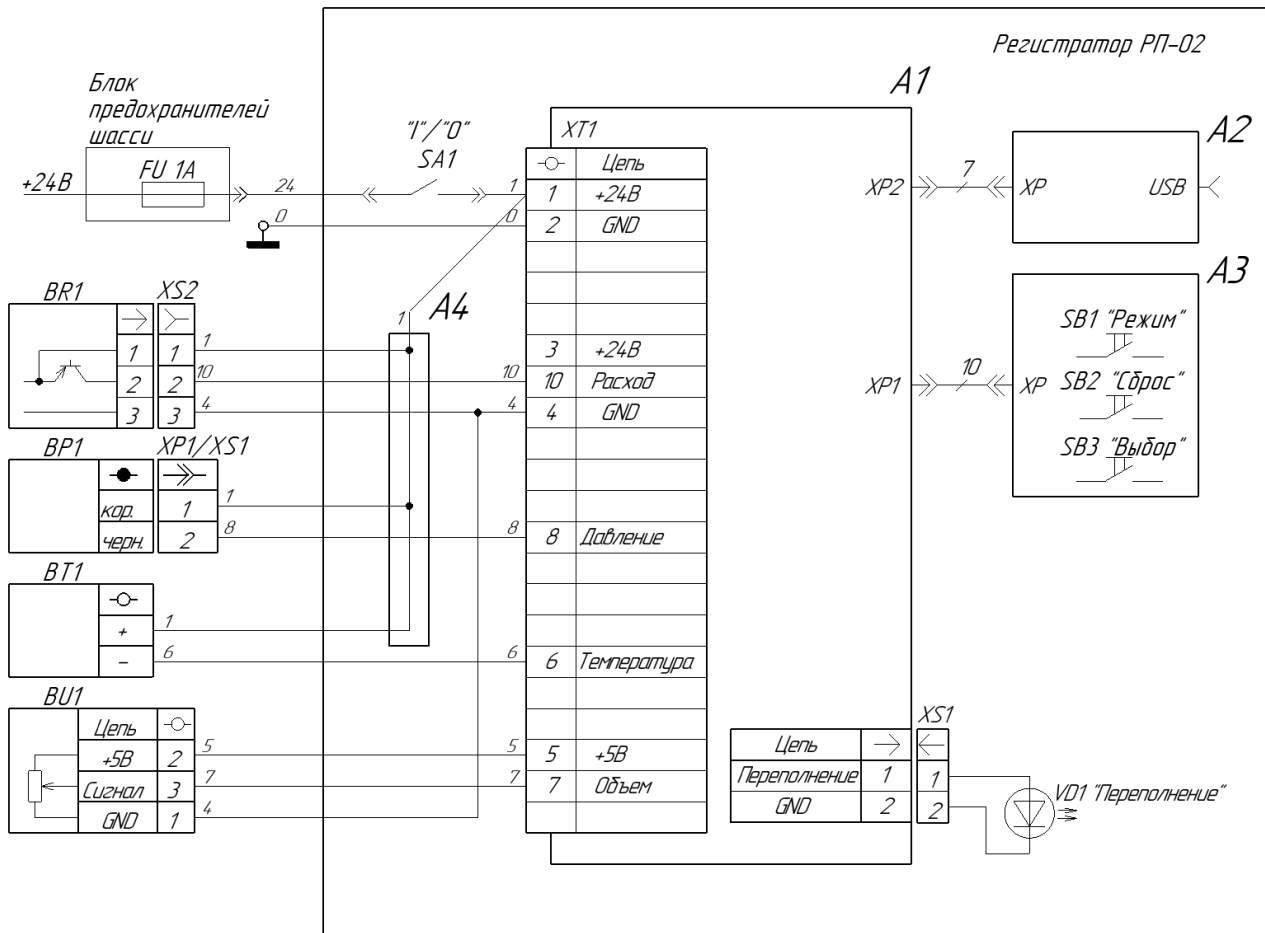 Регистратор РП-02
Блок
предохранителей
шасси
+24В
FU 1А
24
"I"/"0"
SA1
1
0
0
A1
XT1
Цепь
1 +24В
2 GND
3 +24В
10 Расход
4 GND
8 Давление
6 Температура
5 +5В
7 Объем
XP2
7
XP
USB
A2
A3
XP1
10
XP
SB1 "Режим"
SB2 "Сброс"
SB3 "Выбор"
A4
1
BR1
XS2
1 1 1
2 2 10 10
3 3 4 4
BP1
XP1/XS1
кор. 1 1
черн. 2 8 8
BT1
+ 1
- 6 6
BU1
Цепь
+5В 2 5 5
Сигнал 3 7 7
GND 1 4
XS1
Цепь
Переполнение 1 1
GND 2 2
VD1 "Переполнение"